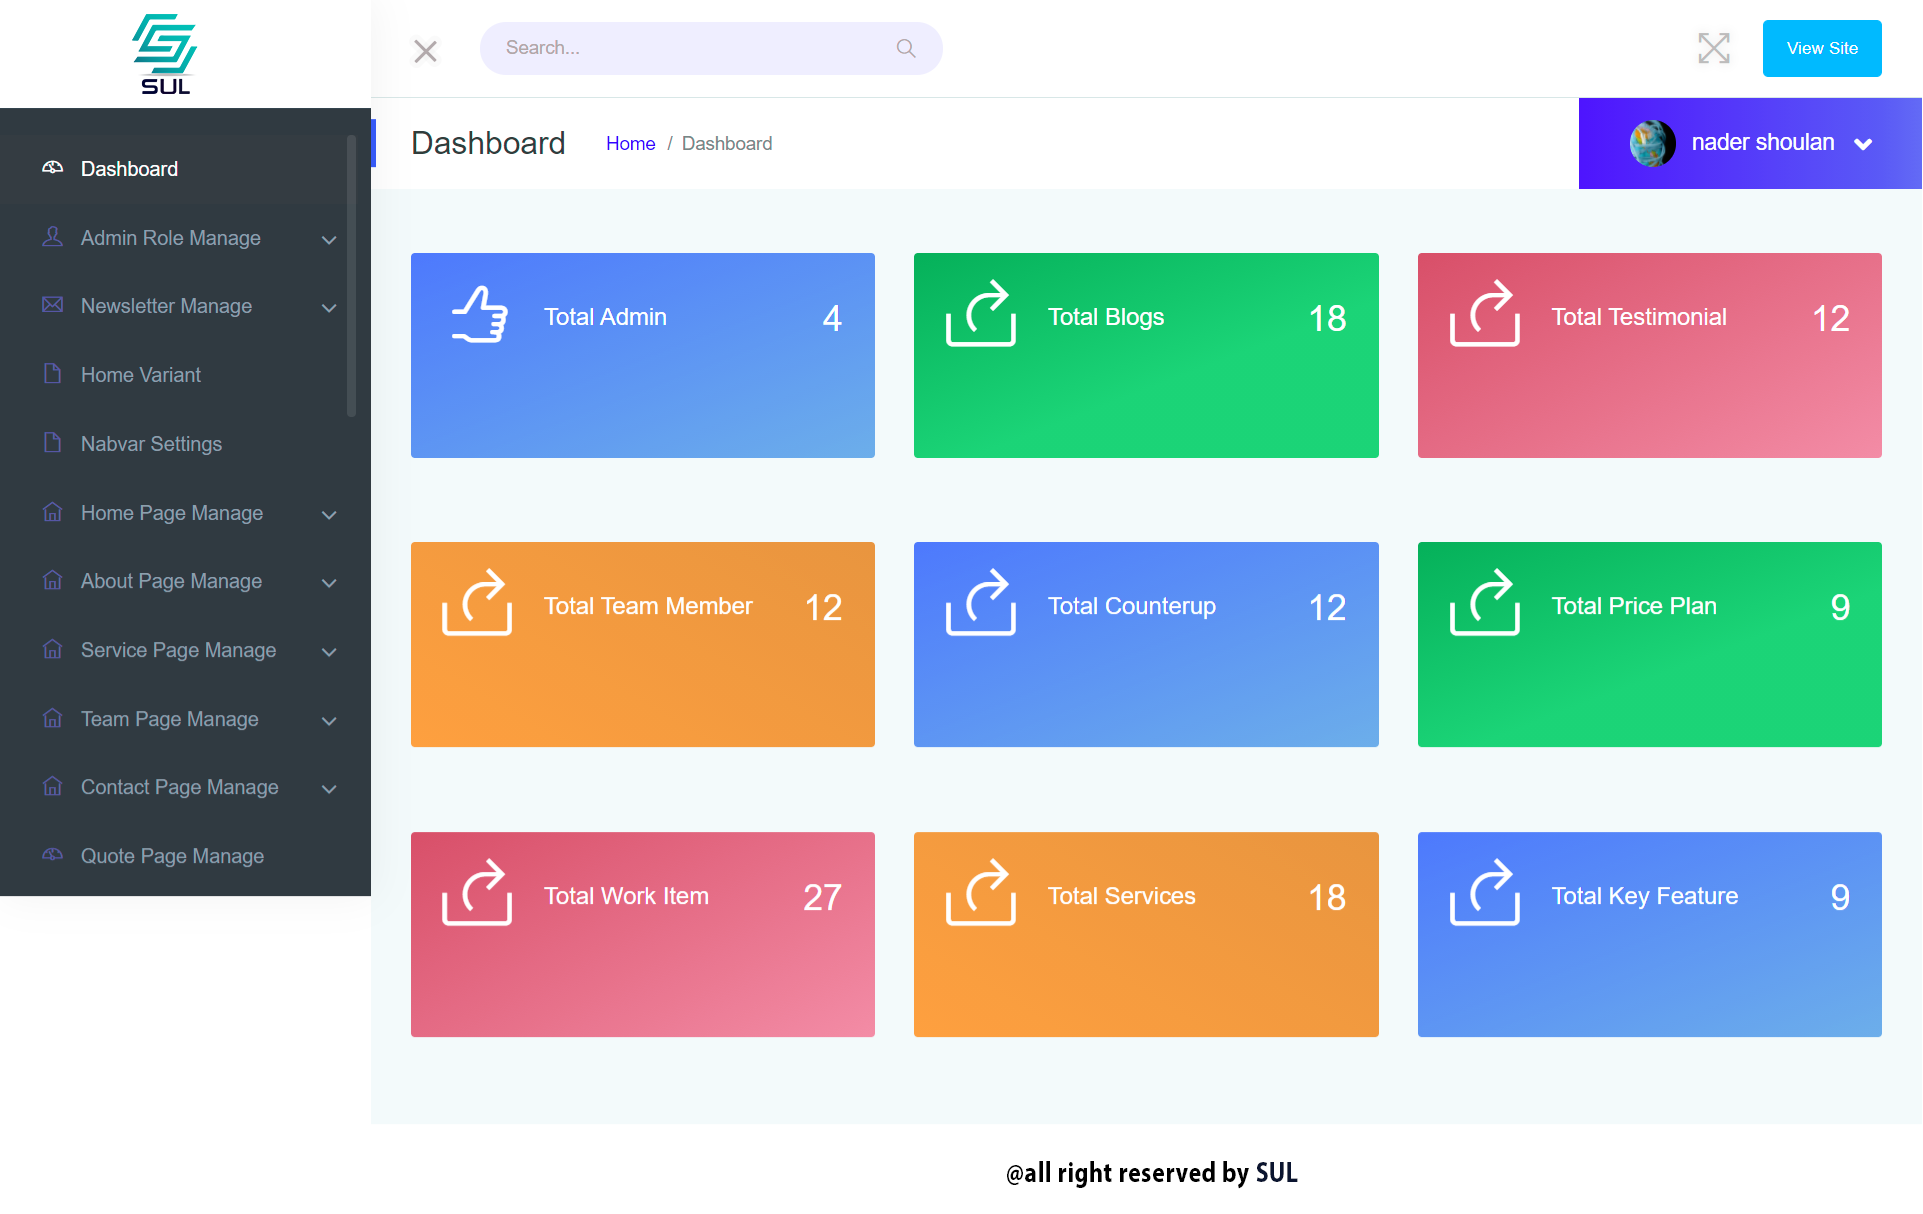 SUL
Search...
View Site
Dashboard
Home / Dashboard
nader shoulan
Dashboard
Admin Role Manage
Newsletter Manage
Home Variant
Nabvar Settings
Home Page Manage
About Page Manage
Service Page Manage
Team Page Manage
Contact Page Manage
Quote Page Manage
Total Admin 4
Total Blogs 18
Total Testimonial 12
Total Team Member 12
Total Counterup 12
Total Price Plan 9
Total Work Item 27
Total Services 18
Total Key Feature 9
@all right reserved by SUL